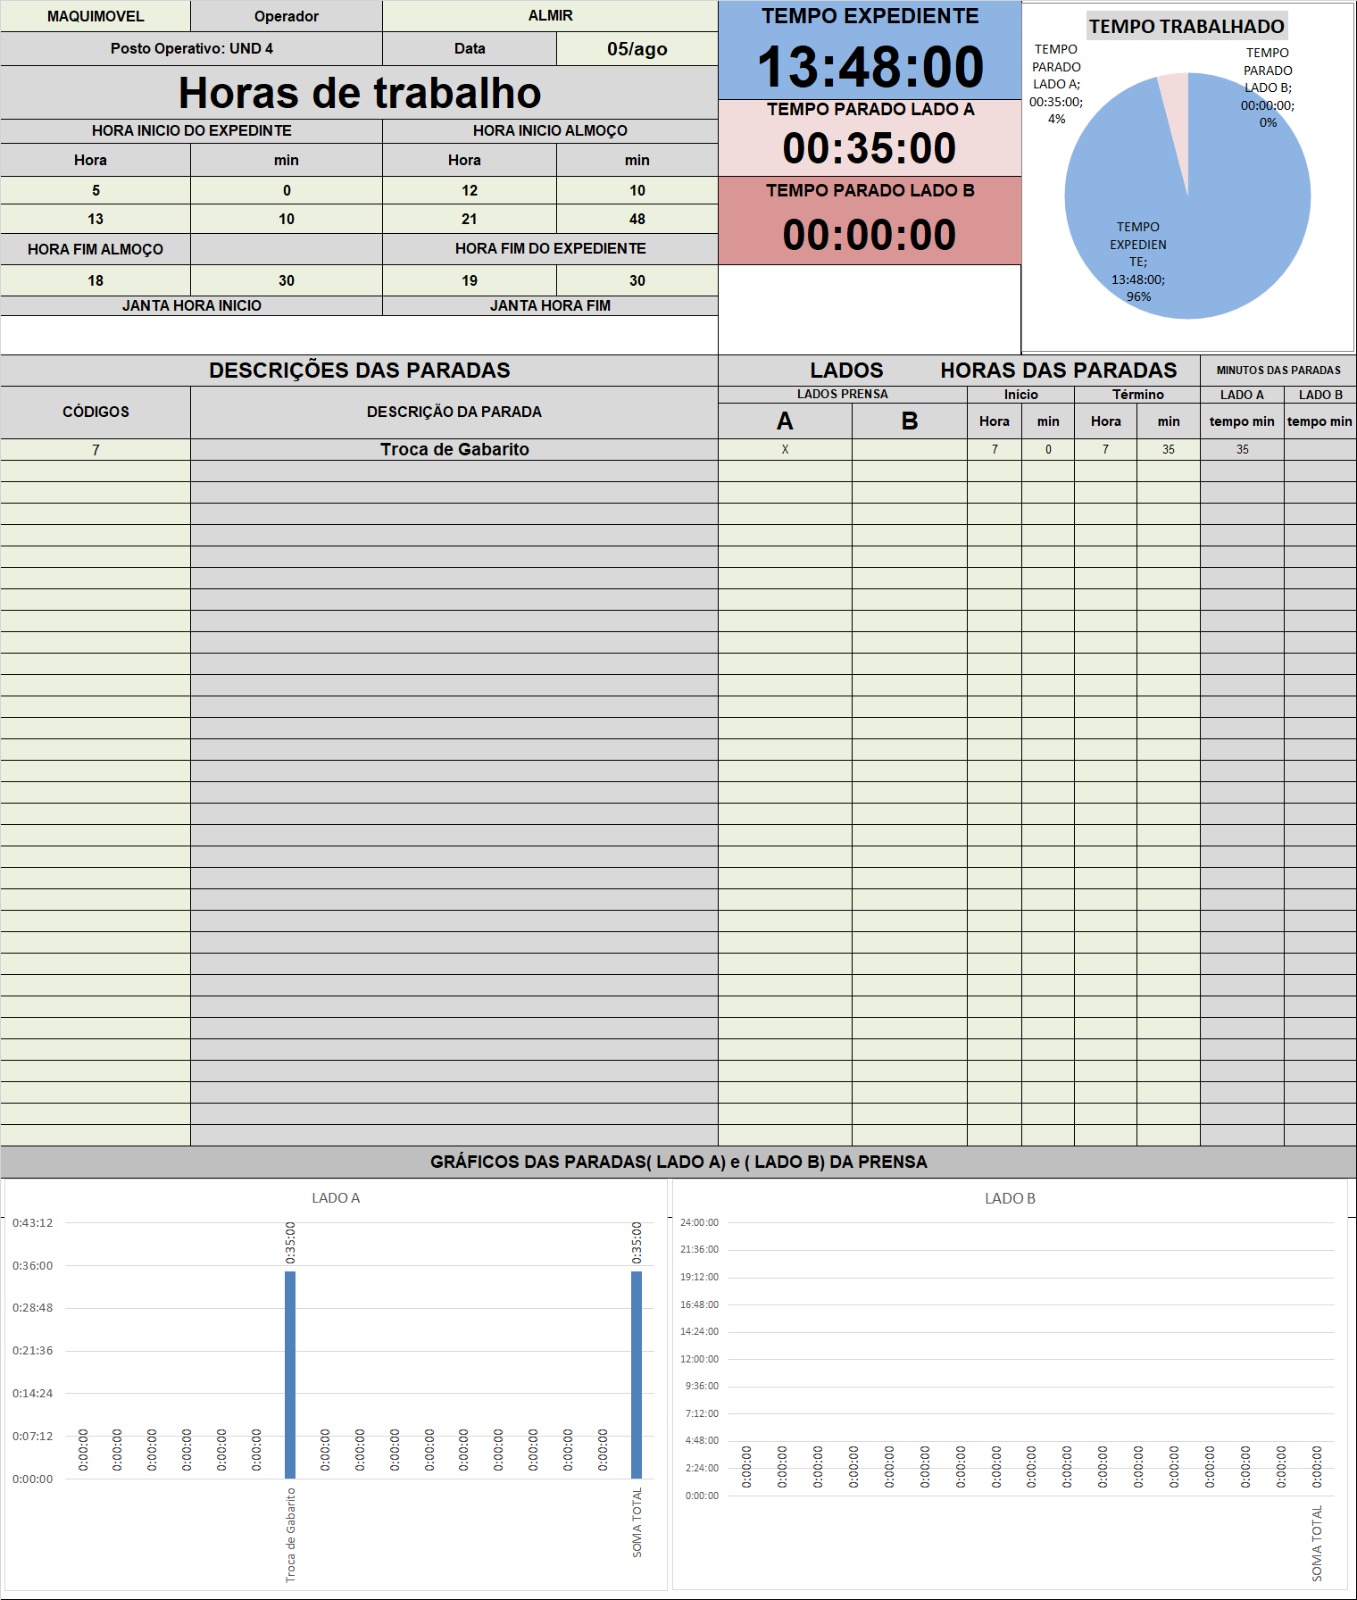 MAQUIMOVEL Operador ALMIR
Posto Operativo: UND 4 Data 05/ago
Horas de trabalho
HORA INICIO DO EXPEDINTE HORA INICIO ALMOÇO
Hora min Hora min
5 0 12 10
13 10 21 48
HORA FIM ALMOÇO HORA FIM DO EXPEDIENTE
18 30 19 30
JANTA HORA INICIO JANTA HORA FIM
TEMPO EXPEDIENTE
13:48:00
TEMPO PARADO LADO A
00:35:00
TEMPO PARADO LADO B
00:00:00
TEMPO TRABALHADO
TEMPO
PARADO
LADO A;
00:35:00;
4%
TEMPO
PARADO
LADO B;
00:00:00;
0%
TEMPO
EXPEDIEN
TE;
13:48:00;
96%
DESCRIÇÕES DAS PARADAS LADOS HORAS DAS PARADAS MINUTOS DAS PARADAS
LADOS PRENSA Início Término LADO A LADO B
CÓDIGOS DESCRIÇÃO DA PARADA A B Hora min Hora min tempo min tempo min
7 Troca de Gabarito X 7 0 7 35 35
GRÁFICOS DAS PARADAS( LADO A) e ( LADO B) DA PRENSA
LADO A
0:43:12
0:36:00
0:28:48
0:21:36
0:14:24
0:07:12
0:00:00
0:00:00 0:00:00 0:00:00 0:00:00 0:00:00 0:00:00 0:35:00 0:00:00 0:00:00 0:00:00 0:00:00 0:00:00 0:00:00 0:00:00 0:00:00 0:00:00 0:35:00
Troca de Gabarito
SOMA TOTAL
LADO B
24:00:00
21:36:00
19:12:00
16:48:00
14:24:00
12:00:00
9:36:00
7:12:00
4:48:00
2:24:00
0:00:00
0:00:00 0:00:00 0:00:00 0:00:00 0:00:00 0:00:00 0:00:00 0:00:00 0:00:00 0:00:00 0:00:00 0:00:00 0:00:00 0:00:00 0:00:00 0:00:00 0:00:00
SOMA TOTAL